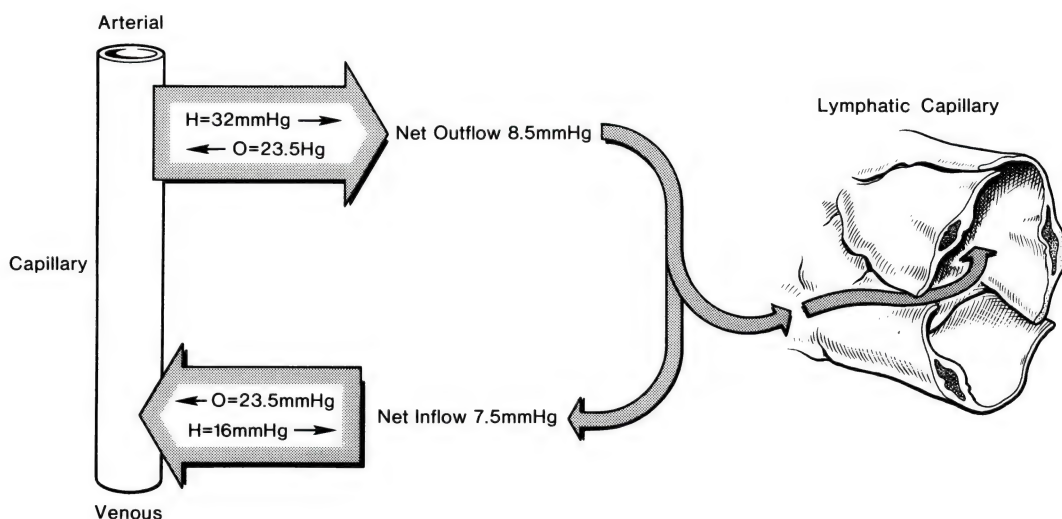 Arterial
H=32mmHg →
← O=23.5Hg
Net Outflow 8.5mmHg
Lymphatic Capillary
Capillary
← O=23.5mmHg
H=16mmHg →
Net Inflow 7.5mmHg
Venous